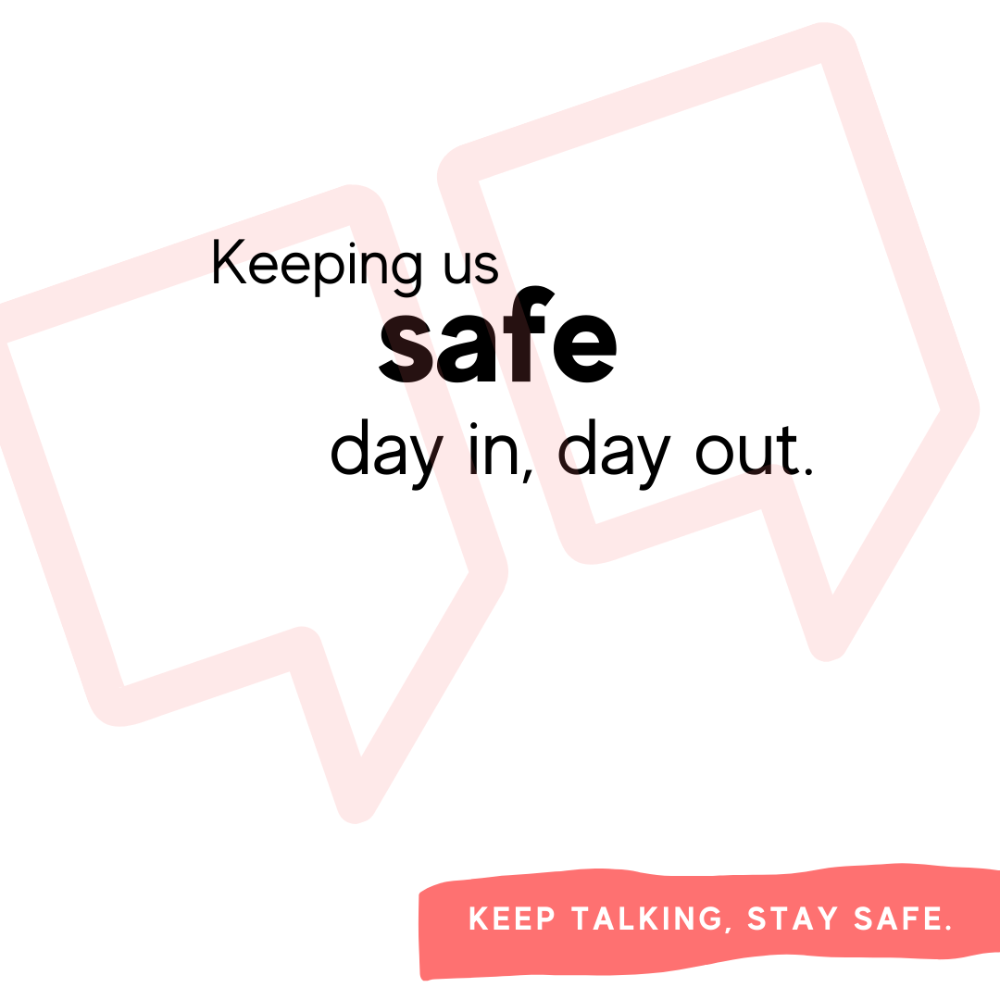 Keeping us
safe
day in, day out.
KEEP TALKING, STAY SAFE.